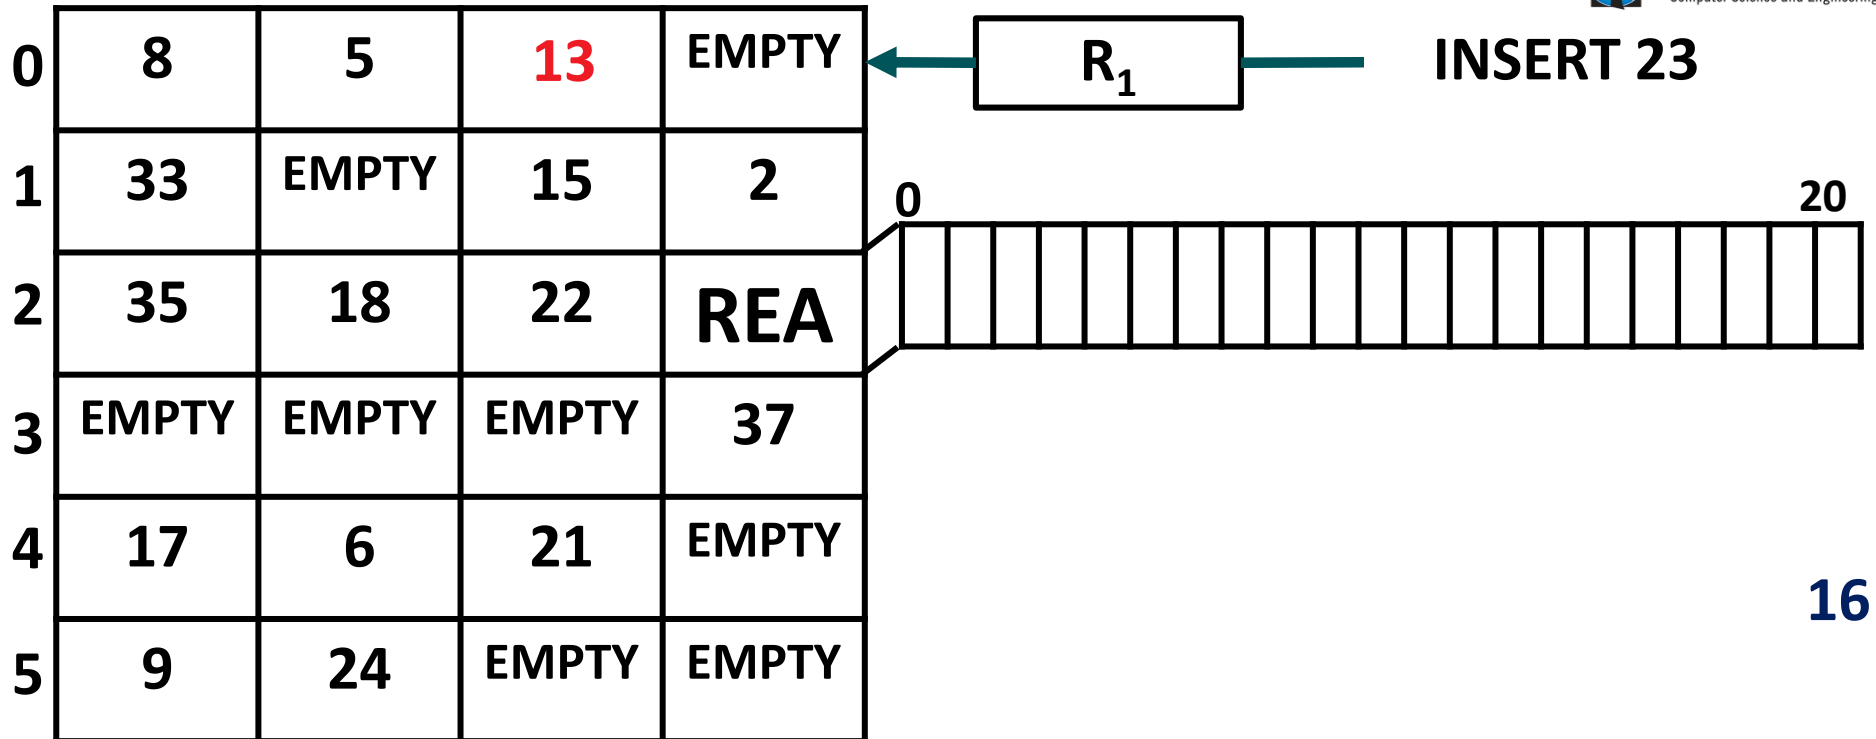 0 8 5 13 EMPTY R1 INSERT 23
1 33 EMPTY 15 2
0 20
2 35 18 22 REA
3 EMPTY EMPTY EMPTY 37
4 17 6 21 EMPTY
16
5 9 24 EMPTY EMPTY